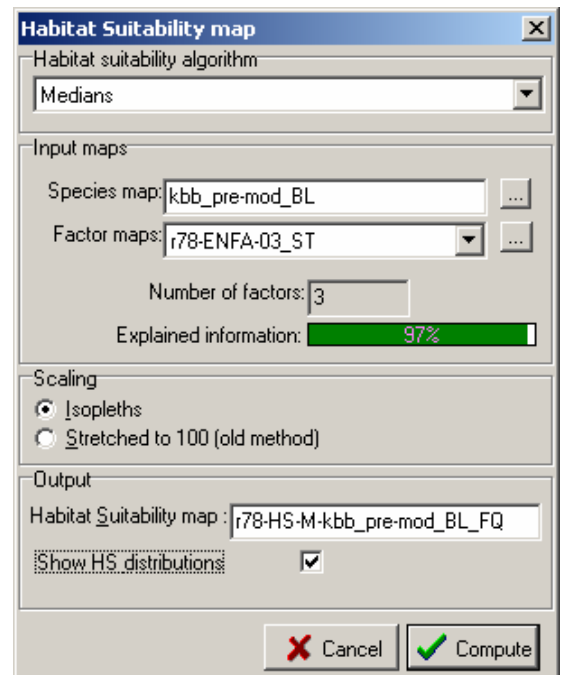 Habitat Suitability map
Habitat suitability algorithm
Medians
Input maps
Species map: kbb_pre-mod_BL ...
Factor maps: r78-ENFA-03_ST ...
Number of factors: 3
Explained information: 97%
Scaling
Isopleths
Stretched to 100 (old method)
Output
Habitat Suitability map : r78-HS-M-kbb_pre-mod_BL_FQ
Show HS distributions
Cancel Compute